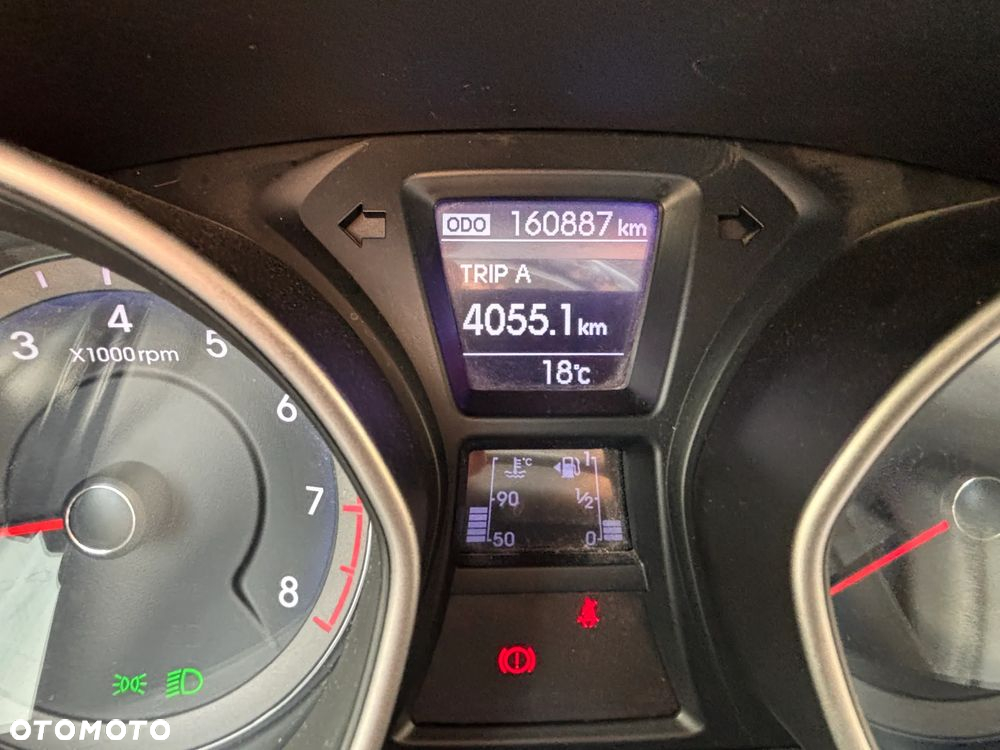 ODO 160887 km
TRIP A
4055.1 km
18°C
3 4 5 6 7 8
X1000rpm
°C 1
90 1/2
50 0
OTOMOTO